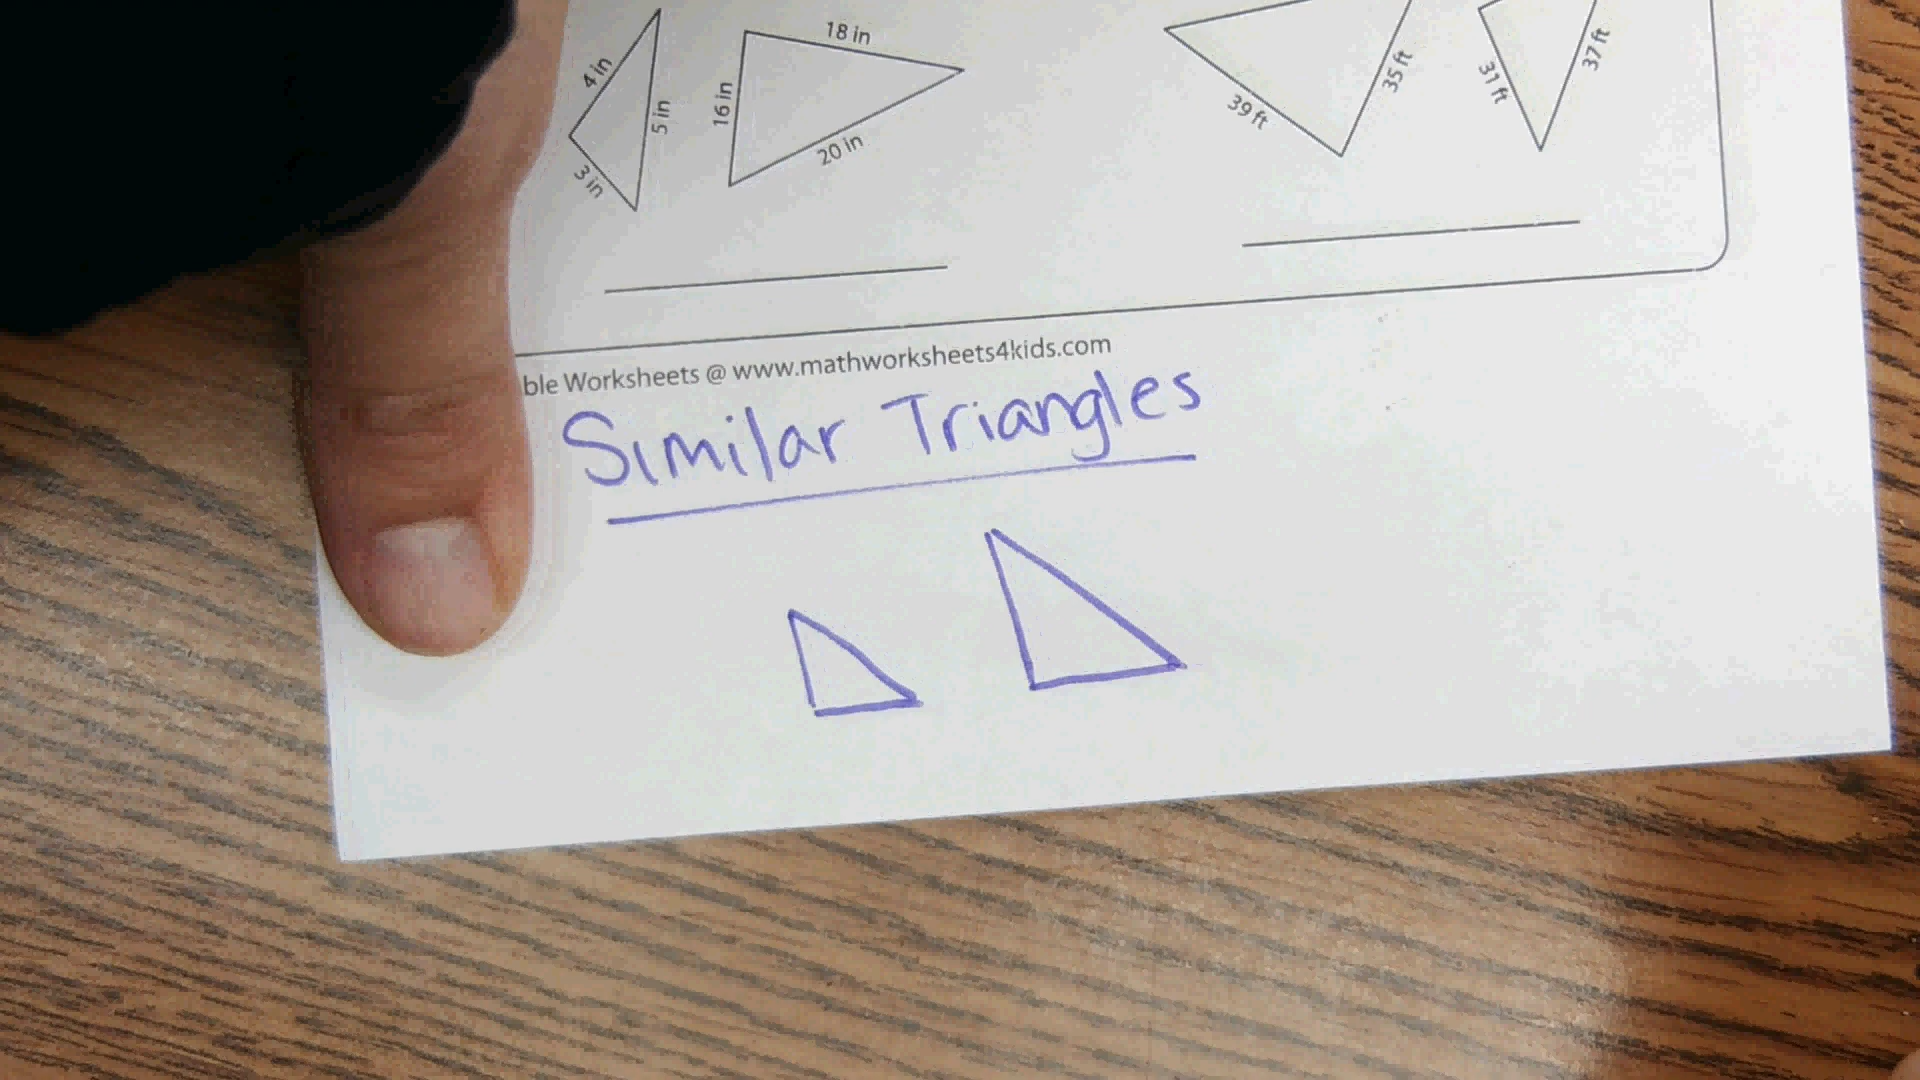 4 in
5 in
3 in
18 in
16 in
20 in
39 ft
35 ft
31 ft
37 ft
ble Worksheets @ www.mathworksheets4kids.com
Similar Triangles